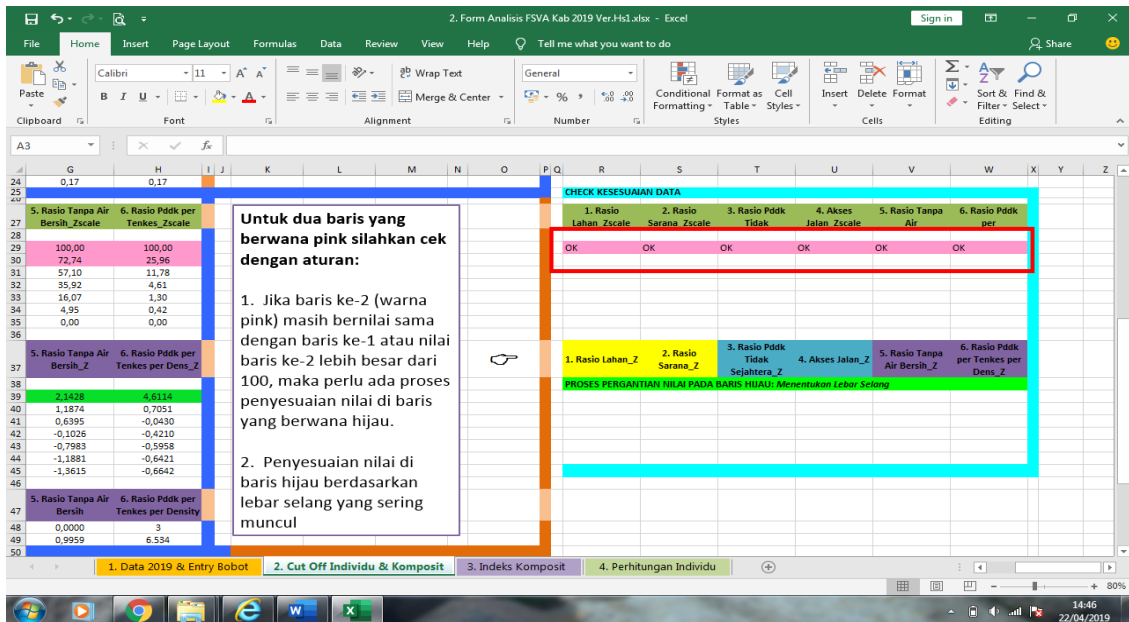 2. Form Analisis FSVA Kab 2019 Ver.Hs1.xlsx - Excel
Sign in
File Home Insert Page Layout Formulas Data Review View Help Tell me what you want to do Share
Paste
Calibri 11 A A ab Wrap Text General
B I U A Merge & Center % , .00 .00
Conditional Formatting Format as Table Cell Styles
Insert Delete Format
Sort & Filter Find & Select
Clipboard Font Alignment Number Styles Cells Editing
A3 fx
G H I J K L M N O P Q R S T U V W X Y Z
24 0,17 0,17
25 CHECK KESESUAIAN DATA
27 5. Rasio Tanpa Air Bersih_Zscale 6. Rasio Pddk per Tenkes_Zscale 1. Rasio Lahan_Zscale 2. Rasio Sarana_Zscale 3. Rasio Pddk Tidak 4. Akses Jalan_Zscale 5. Rasio Tanpa Air 6. Rasio Pddk per
28
29 100,00 100,00 OK OK OK OK OK OK
30 72,74 25,96
31 57,10 11,78
32 35,92 4,61
33 16,07 1,30
34 4,95 0,42
35 0,00 0,00
36
37 5. Rasio Tanpa Air Bersih_Z 6. Rasio Pddk per Tenkes per Dens_Z 1. Rasio Lahan_Z 2. Rasio Sarana_Z 3. Rasio Pddk Tidak Sejahtera_Z 4. Akses Jalan_Z 5. Rasio Tanpa Air Bersih_Z 6. Rasio Pddk per Tenkes per Dens_Z
38 PROSES PERGANTIAN NILAI PADA BARIS HIJAU: Menentukan Lebar Selang
39 2,1428 4,6114
40 1,1874 0,7051
41 0,6395 -0,0430
42 -0,1026 -0,4210
43 -0,7983 -0,5958
44 -1,1881 -0,6421
45 -1,3615 -0,6642
46
47 5. Rasio Tanpa Air Bersih 6. Rasio Pddk per Tenkes per Density
48 0,0000 3
49 0,9959 6.534
50
Untuk dua baris yang
berwana pink silahkan cek
dengan aturan:
1. Jika baris ke-2 (warna
pink) masih bernilai sama
dengan baris ke-1 atau nilai
baris ke-2 lebih besar dari
100, maka perlu ada proses
penyesuaian nilai di baris
yang berwana hijau.
2. Penyesuaian nilai di
baris hijau berdasarkan
lebar selang yang sering
muncul
1. Data 2019 & Entry Bobot 2. Cut Off Individu & Komposit 3. Indeks Komposit 4. Perhitungan Individu
80%
14:46
22/04/2019